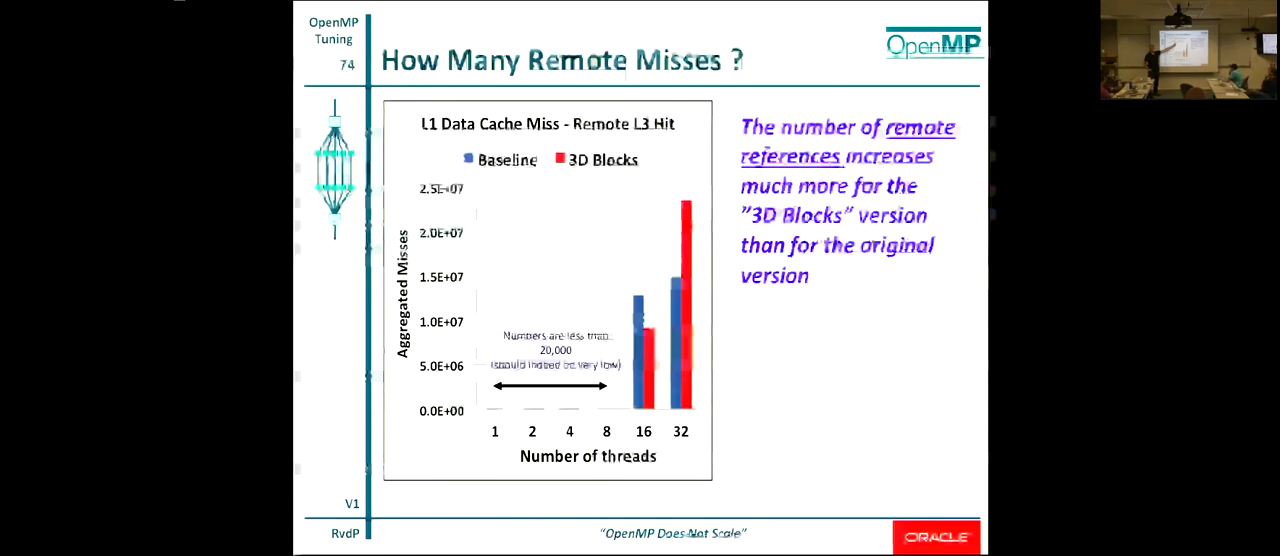 OpenMP
Tuning
74
How Many Remote Misses ?
OpenMP
L1 Data Cache Miss - Remote L3 Hit
Baseline 3D Blocks
2.5E+07
2.0E+07
1.5E+07
1.0E+07
5.0E+06
0.0E+00
Aggregated Misses
Numbers are less than
20,000
(should indeed be very low)
1 2 4 8 16 32
Number of threads
The number of remote
references increases
much more for the
"3D Blocks" version
than for the original
version
V1
RvdP
"OpenMP Does Not Scale"
ORACLE